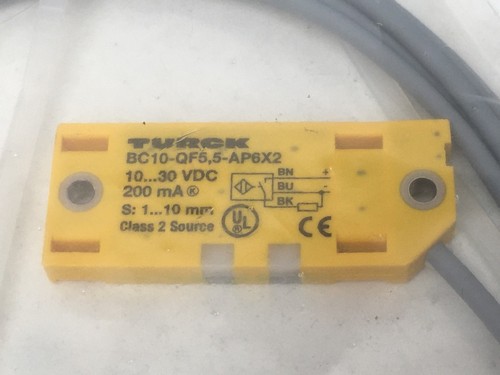 TURCK
BC10-QF5,5-AP6X2
10...30 VDC
200 mA®
S: 1...10 mm
Class 2 Source
BN +
BU -
BK
UL
CE